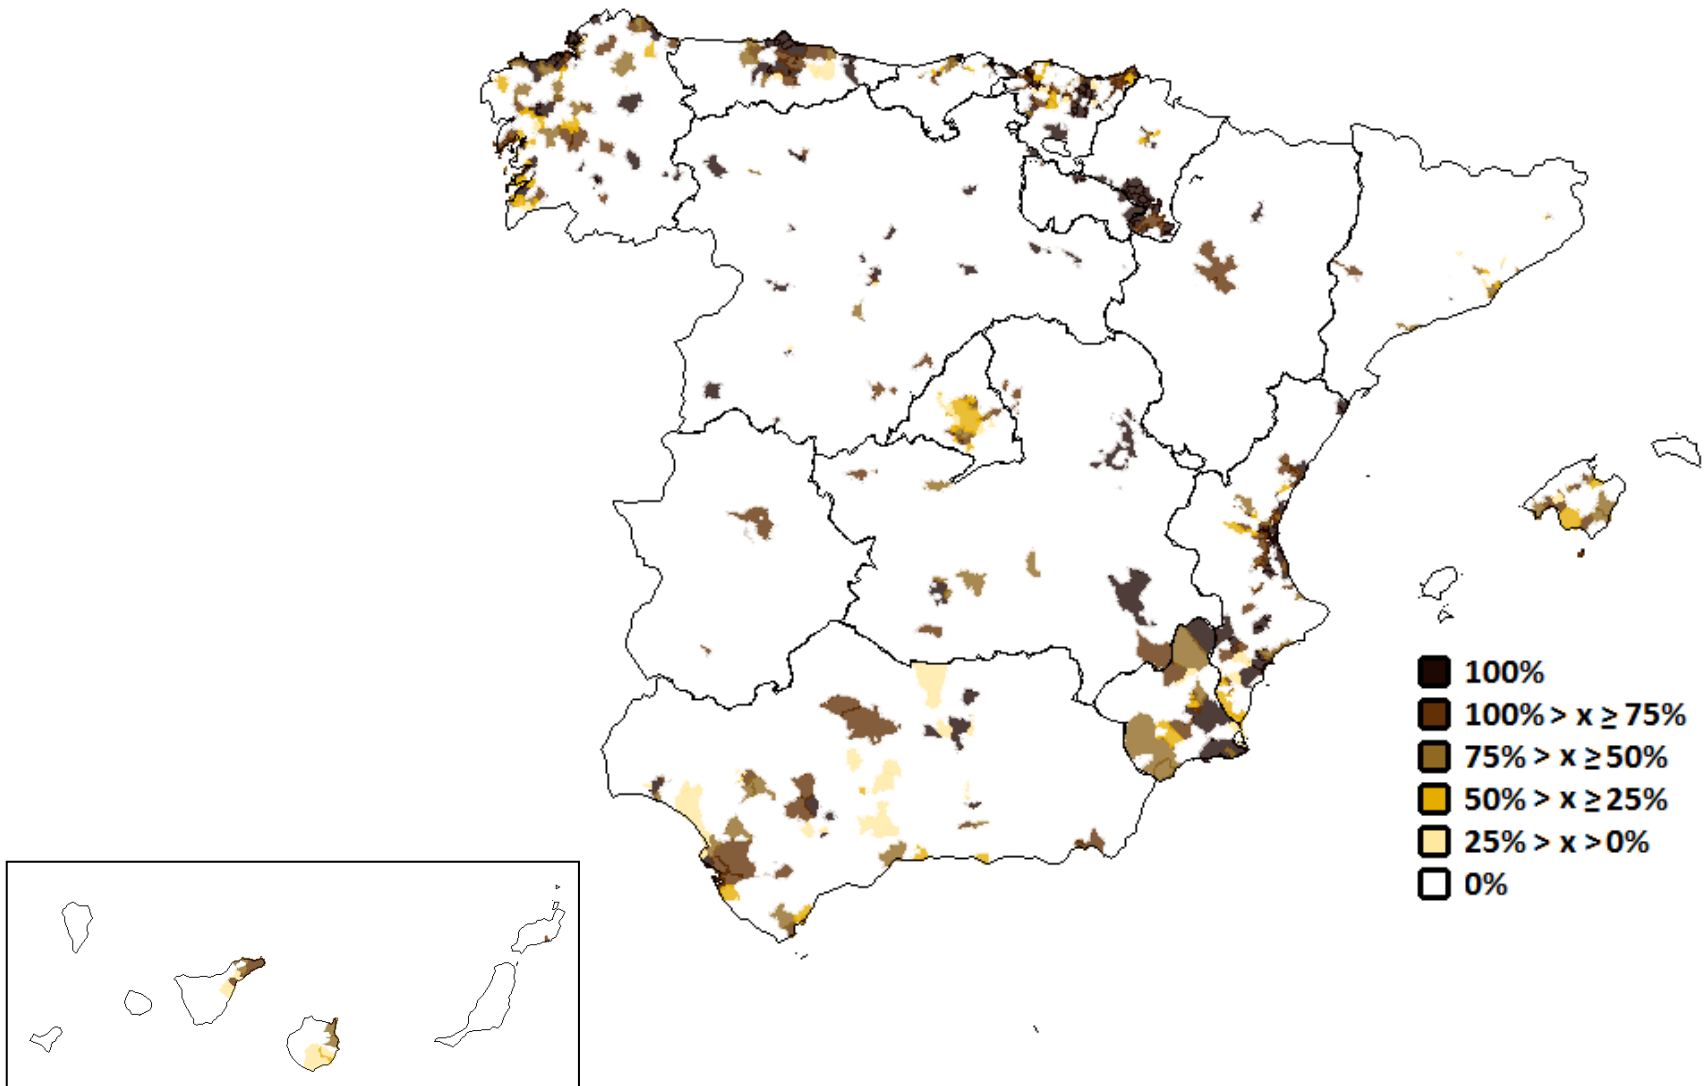 100%
100% > x ≥ 75%
75% > x ≥ 50%
50% > x ≥ 25%
25% > x > 0%
0%